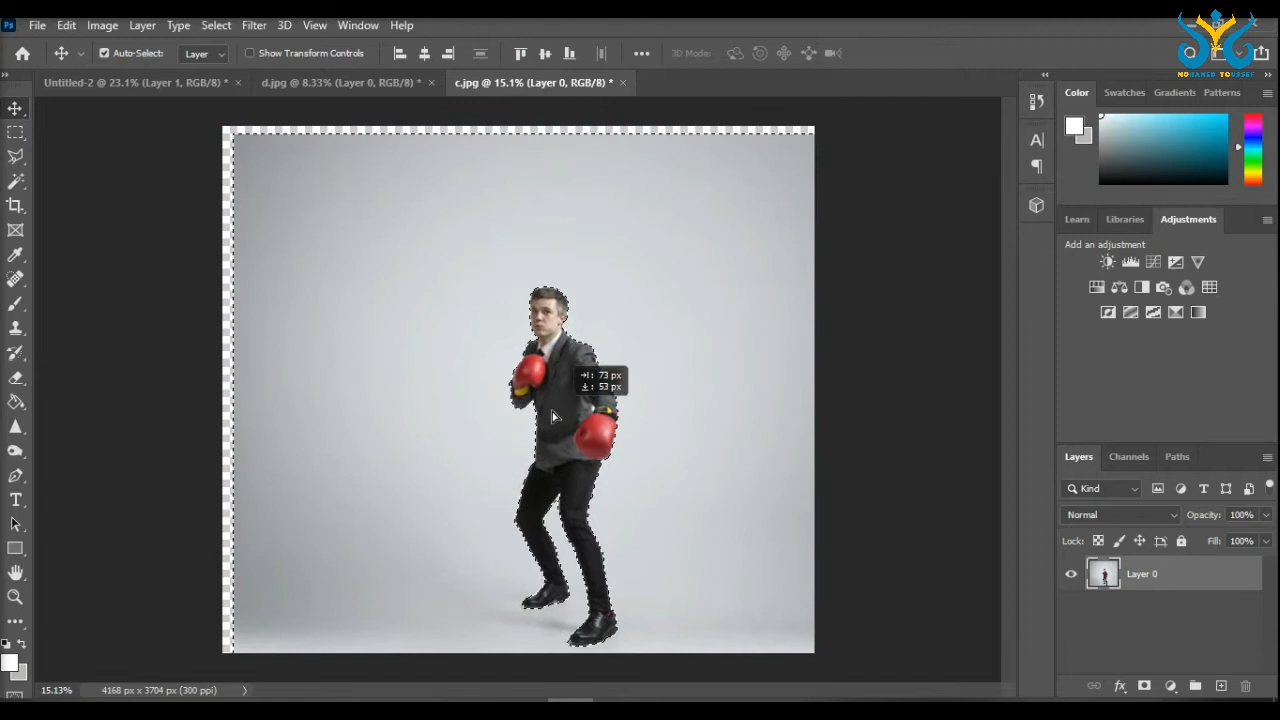 Ps File Edit Image Layer Type Select Filter 3D View Window Help
Auto-Select: Layer Show Transform Controls 3D Mode:
Untitled-2 @ 23.1% (Layer 1, RGB/8) * × d.jpg @ 8.33% (Layer 0, RGB/8) * × c.jpg @ 15.1% (Layer 0, RGB/8) * ×
MOHAMED YOUSSEF
Color Swatches Gradients Patterns
Learn Libraries Adjustments
Add an adjustment
: 73 px
: 53 px
Layers Channels Paths
Kind
Normal Opacity: 100%
Lock: Fill: 100%
Layer 0
15.13% 4168 px x 3704 px (300 ppi)